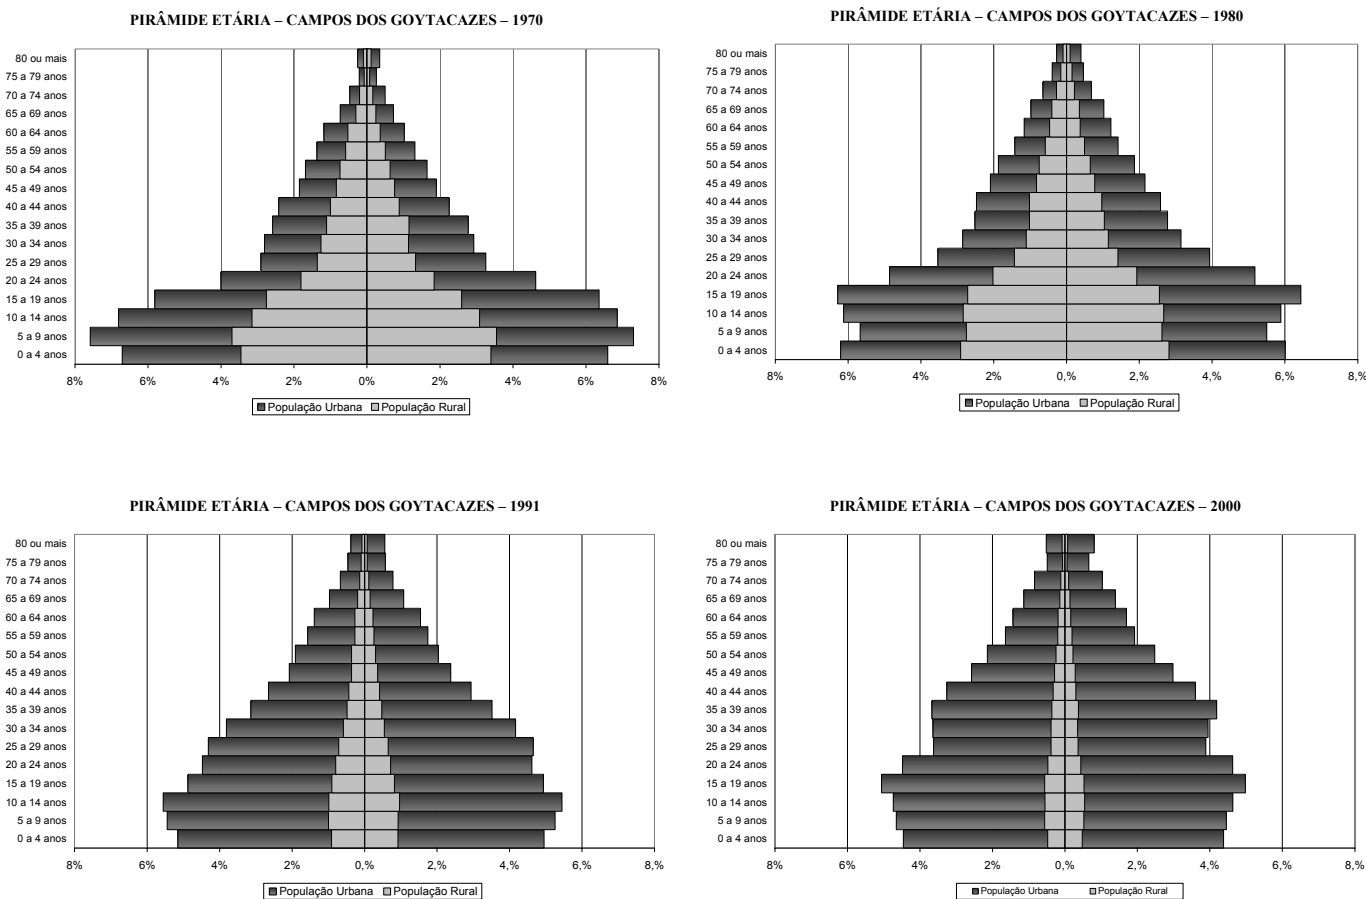 PIRÂMIDE ETÁRIA – CAMPOS DOS GOYTACAZES – 1970
80 ou mais
75 a 79 anos
70 a 74 anos
65 a 69 anos
60 a 64 anos
55 a 59 anos
50 a 54 anos
45 a 49 anos
40 a 44 anos
35 a 39 anos
30 a 34 anos
25 a 29 anos
20 a 24 anos
15 a 19 anos
10 a 14 anos
5 a 9 anos
0 a 4 anos
8% 6% 4% 2% 0% 2% 4% 6% 8%
População Urbana População Rural
PIRÂMIDE ETÁRIA – CAMPOS DOS GOYTACAZES – 1980
80 ou mais
75 a 79 anos
70 a 74 anos
65 a 69 anos
60 a 64 anos
55 a 59 anos
50 a 54 anos
45 a 49 anos
40 a 44 anos
35 a 39 anos
30 a 34 anos
25 a 29 anos
20 a 24 anos
15 a 19 anos
10 a 14 anos
5 a 9 anos
0 a 4 anos
8% 6% 4% 2% 0,% 2,% 4,% 6,% 8,%
População Urbana População Rural
PIRÂMIDE ETÁRIA – CAMPOS DOS GOYTACAZES – 1991
80 ou mais
75 a 79 anos
70 a 74 anos
65 a 69 anos
60 a 64 anos
55 a 59 anos
50 a 54 anos
45 a 49 anos
40 a 44 anos
35 a 39 anos
30 a 34 anos
25 a 29 anos
20 a 24 anos
15 a 19 anos
10 a 14 anos
5 a 9 anos
0 a 4 anos
8% 6% 4% 2% 0,% 2,% 4,% 6,% 8,%
População Urbana População Rural
PIRÂMIDE ETÁRIA – CAMPOS DOS GOYTACAZES – 2000
80 ou mais
75 a 79 anos
70 a 74 anos
65 a 69 anos
60 a 64 anos
55 a 59 anos
50 a 54 anos
45 a 49 anos
40 a 44 anos
35 a 39 anos
30 a 34 anos
25 a 29 anos
20 a 24 anos
15 a 19 anos
10 a 14 anos
5 a 9 anos
0 a 4 anos
8% 6% 4% 2% 0,% 2,% 4,% 6,% 8,%
População Urbana População Rural